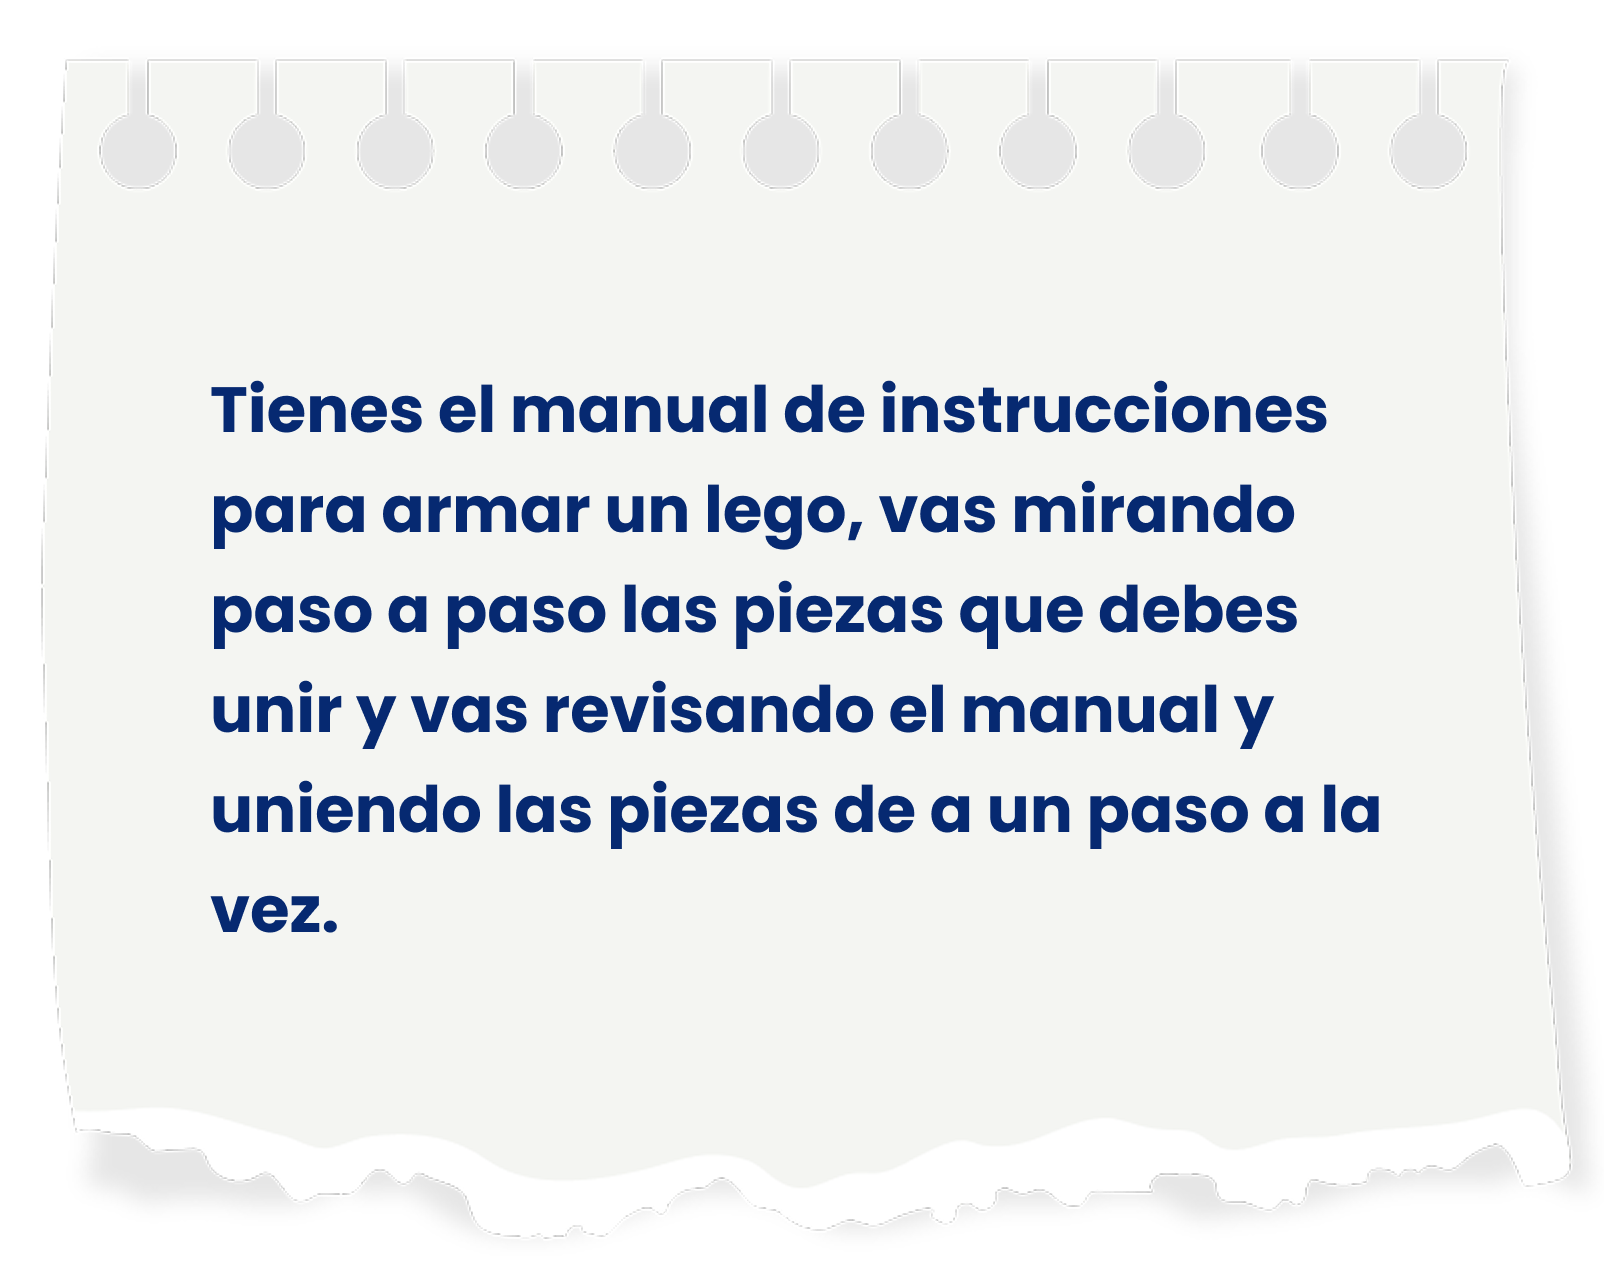 Tienes el manual de instrucciones
para armar un lego, vas mirando
paso a paso las piezas que debes
unir y vas revisando el manual y
uniendo las piezas de a un paso a la
vez.